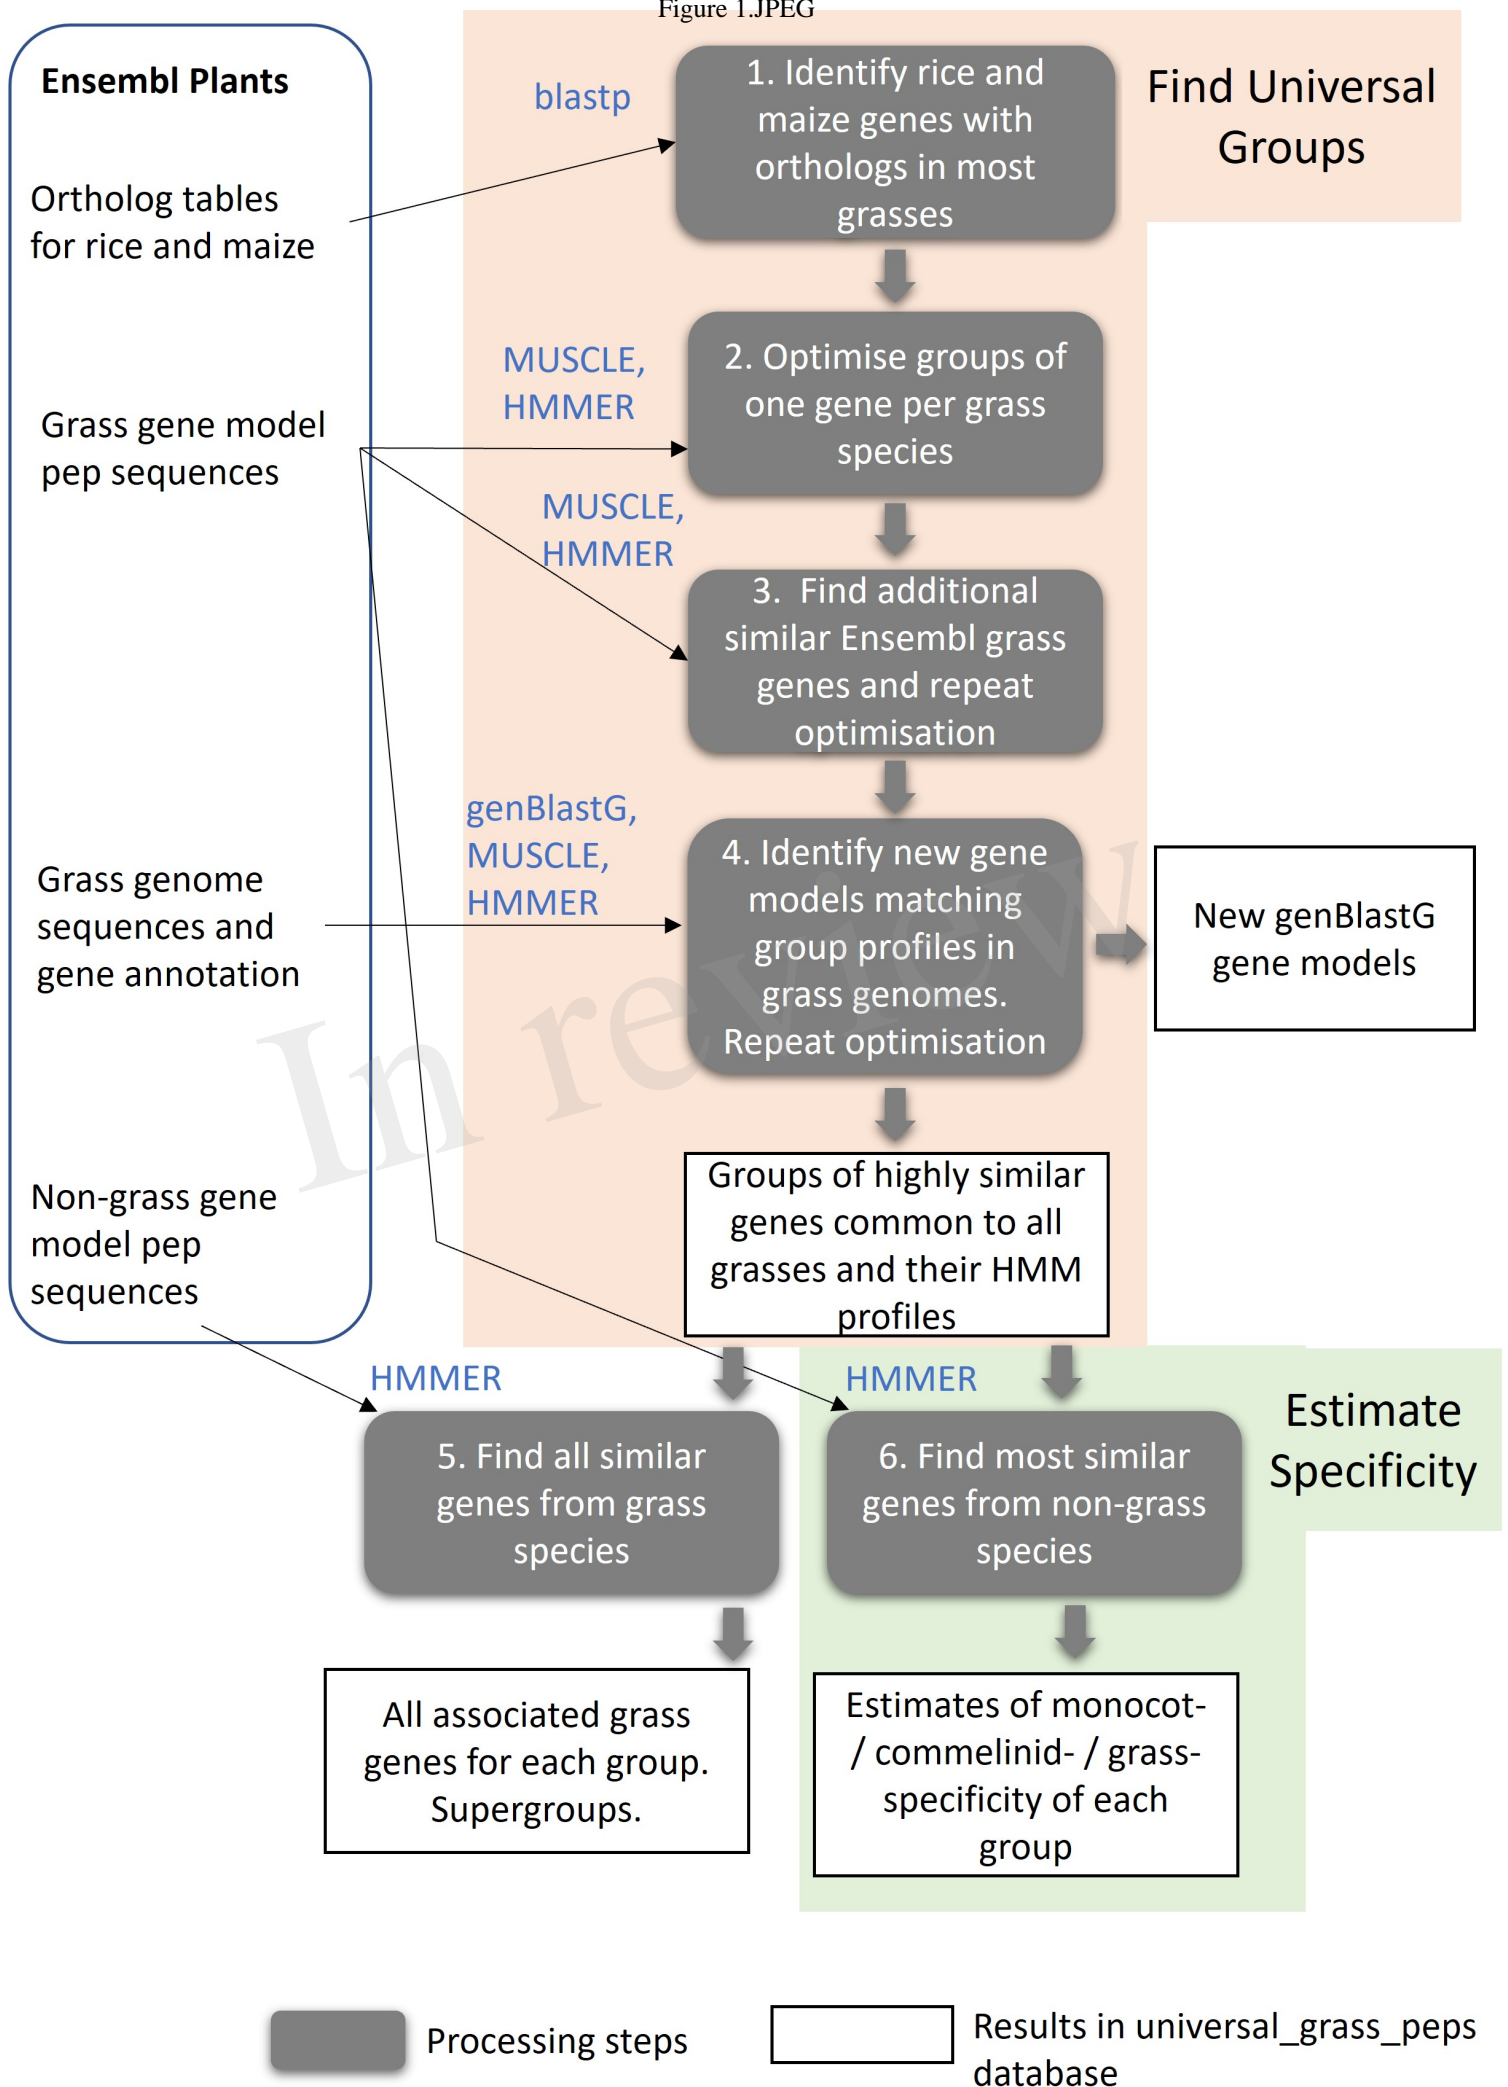 Figure 1.JPEG
Ensembl Plants
Ortholog tables
for rice and maize
Grass gene model
pep sequences
Grass genome
sequences and
gene annotation
Non-grass gene
model pep
sequences
Find Universal
Groups
blastp
1. Identify rice and
maize genes with
orthologs in most
grasses
MUSCLE,
HMMER
2. Optimise groups of
one gene per grass
species
MUSCLE,
HMMER
3. Find additional
similar Ensembl grass
genes and repeat
optimisation
genBlastG,
MUSCLE,
HMMER
4. Identify new gene
models matching
group profiles in
grass genomes.
Repeat optimisation
New genBlastG
gene models
In review
Groups of highly similar
genes common to all
grasses and their HMM
profiles
HMMER
5. Find all similar
genes from grass
species
HMMER
6. Find most similar
genes from non-grass
species
Estimate
Specificity
All associated grass
genes for each group.
Supergroups.
Estimates of monocot-
/ commelinid- / grass-
specificity of each
group
Processing steps
Results in universal_grass_peps
database